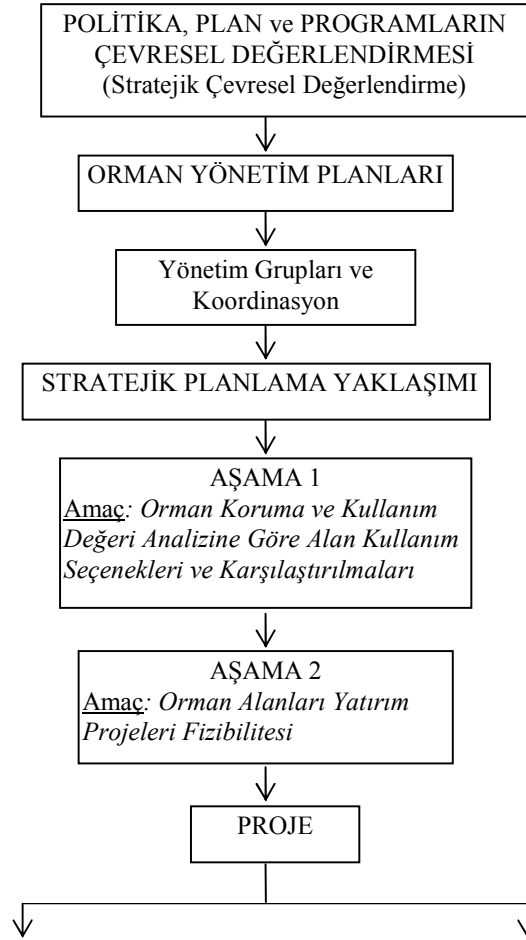 POLİTİKA, PLAN ve PROGRAMLARIN
ÇEVRESEL DEĞERLENDİRMESİ
(Stratejik Çevresel Değerlendirme)
ORMAN YÖNETİM PLANLARI
Yönetim Grupları ve
Koordinasyon
STRATEJİK PLANLAMA YAKLAŞIMI
AŞAMA 1
Amaç: Orman Koruma ve Kullanım
Değeri Analizine Göre Alan Kullanım
Seçenekleri ve Karşılaştırılmaları
AŞAMA 2
Amaç: Orman Alanları Yatırım
Projeleri Fizibilitesi
PROJE